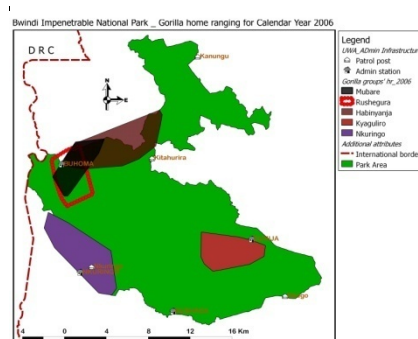 Bwindi Impenetrable National Park _ Gorilla home ranging for Calendar Year 2006
D R C
Kanungu
N
E
BUHOMA
Kitahurira
4 0 4 8 12 16 Km
Legend
UWA_ADmin Infrastructur
Patrol post
Admin station
Gorilla groups' hr_2006
Mubare
Rushegura
Habinyanja
Kyaguliro
Nkuringo
Additional attributes
International borde
Park Area